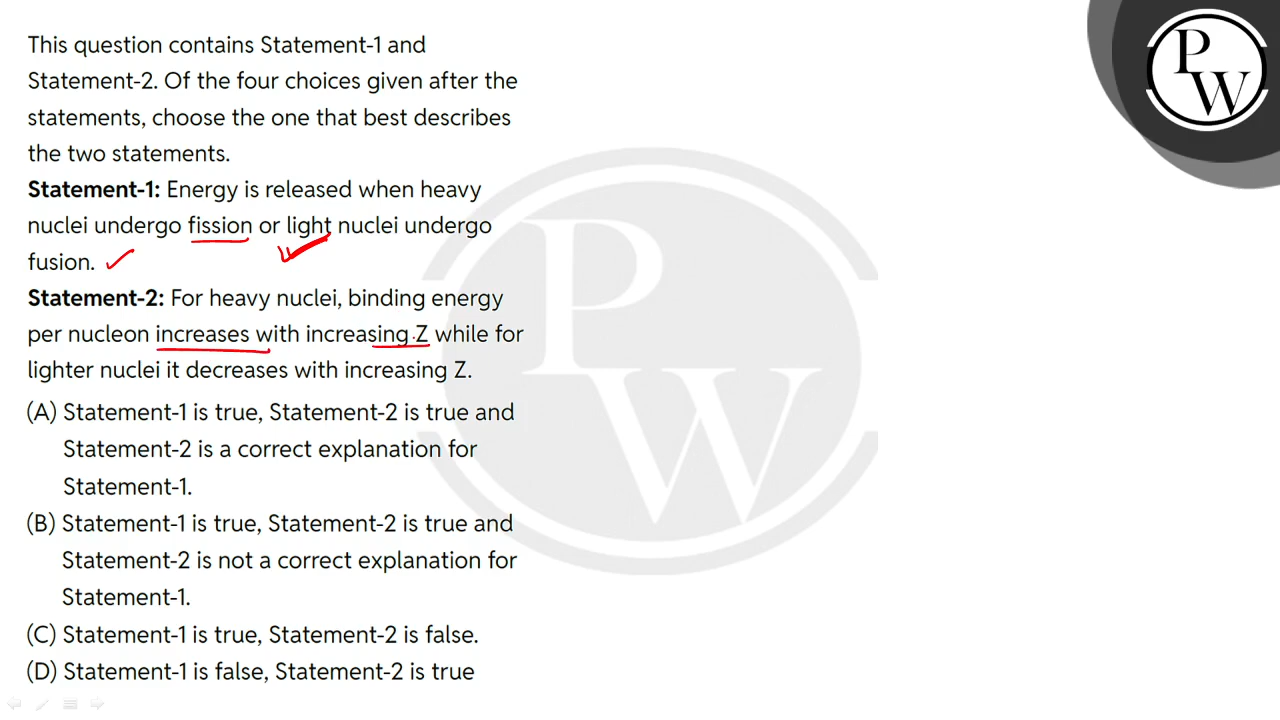 This question contains Statement-1 and
Statement-2. Of the four choices given after the
statements, choose the one that best describes
the two statements.
Statement-1: Energy is released when heavy
nuclei undergo fission or light nuclei undergo
fusion.
Statement-2: For heavy nuclei, binding energy
per nucleon increases with increasing Z while for
lighter nuclei it decreases with increasing Z.
(A) Statement-1 is true, Statement-2 is true and
Statement-2 is a correct explanation for
Statement-1.
(B) Statement-1 is true, Statement-2 is true and
Statement-2 is not a correct explanation for
Statement-1.
(C) Statement-1 is true, Statement-2 is false.
(D) Statement-1 is false, Statement-2 is true
P
W
P
W